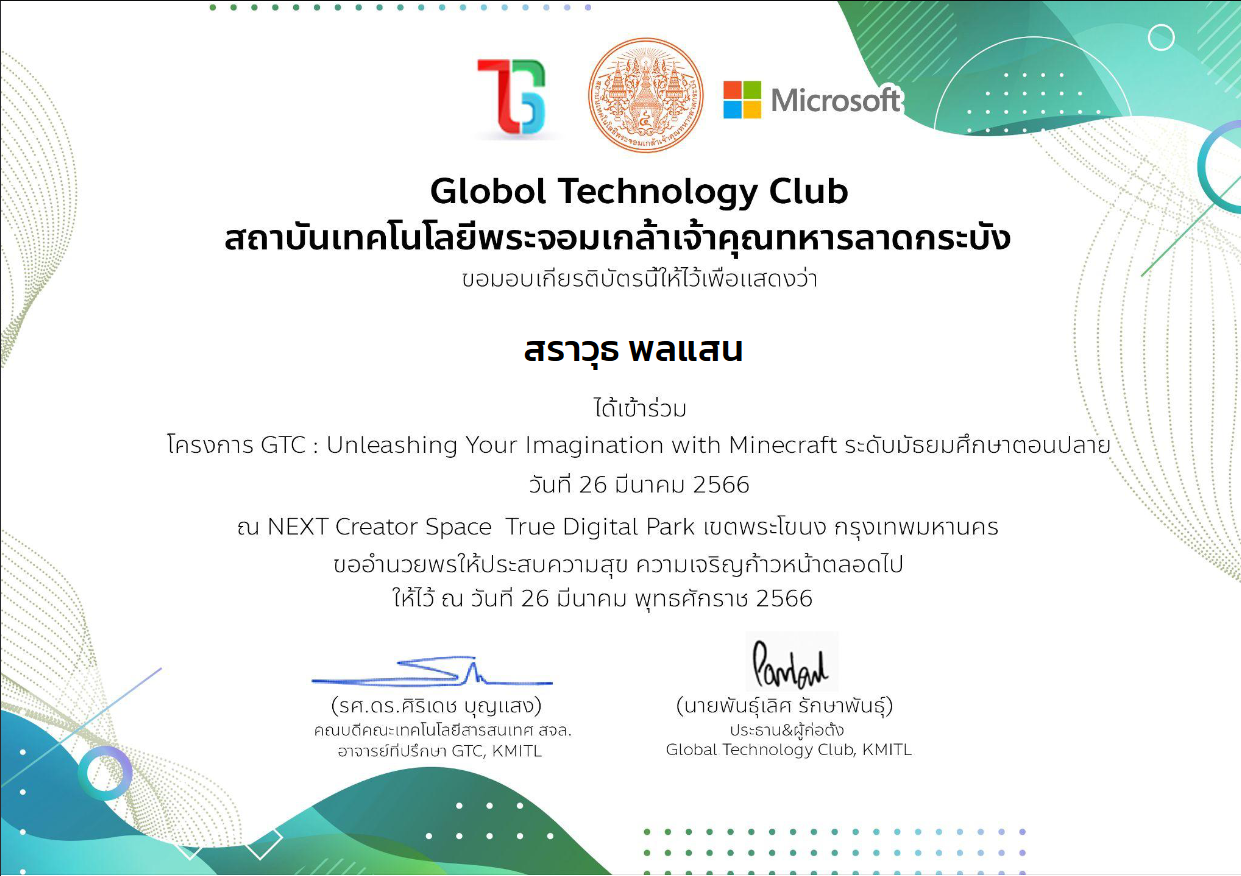 Microsoft
Globol Technology Club
สถาบันเทคโนโลยีพระจอมเกล้าเจ้าคุณทหารลาดกระบัง
ขอมอบเกียรติบัตรนี้ให้ไว้เพื่อแสดงว่า
สราวุธ พลแสน
ได้เข้าร่วม
โครงการ GTC : Unleashing Your Imagination with Minecraft ระดับมัธยมศึกษาตอนปลาย
วันที่ 26 มีนาคม 2566
ณ NEXT Creator Space True Digital Park เขตพระโขนง กรุงเทพมหานคร
ขออำนวยพรให้ประสบความสุข ความเจริญก้าวหน้าตลอดไป
ให้ไว้ ณ วันที่ 26 มีนาคม พุทธศักราช 2566
(รศ.ดร.ศิริเดช บุญแสง)
คณบดีคณะเทคโนโลยีสารสนเทศ สจล.
อาจารย์ที่ปรึกษา GTC, KMITL
(นายพันธุ์เลิศ รักษาพันธุ์)
ประธาน&ผู้ก่อตั้ง
Global Technology Club, KMITL